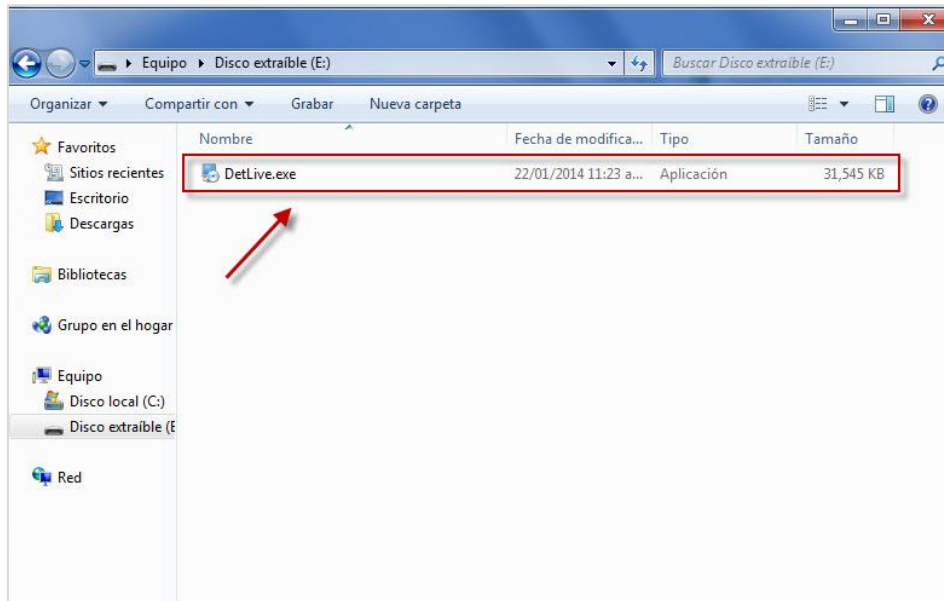 Equipo ▸ Disco extraíble (E:)
Buscar Disco extraíble (E:)
Organizar ▾ Compartir con ▾ Grabar Nueva carpeta
Nombre Fecha de modifica... Tipo Tamaño
DetLive.exe 22/01/2014 11:23 a... Aplicación 31,545 KB
Favoritos
Sitios recientes
Escritorio
Descargas
Bibliotecas
Grupo en el hogar
Equipo
Disco local (C:)
Disco extraíble (E
Red